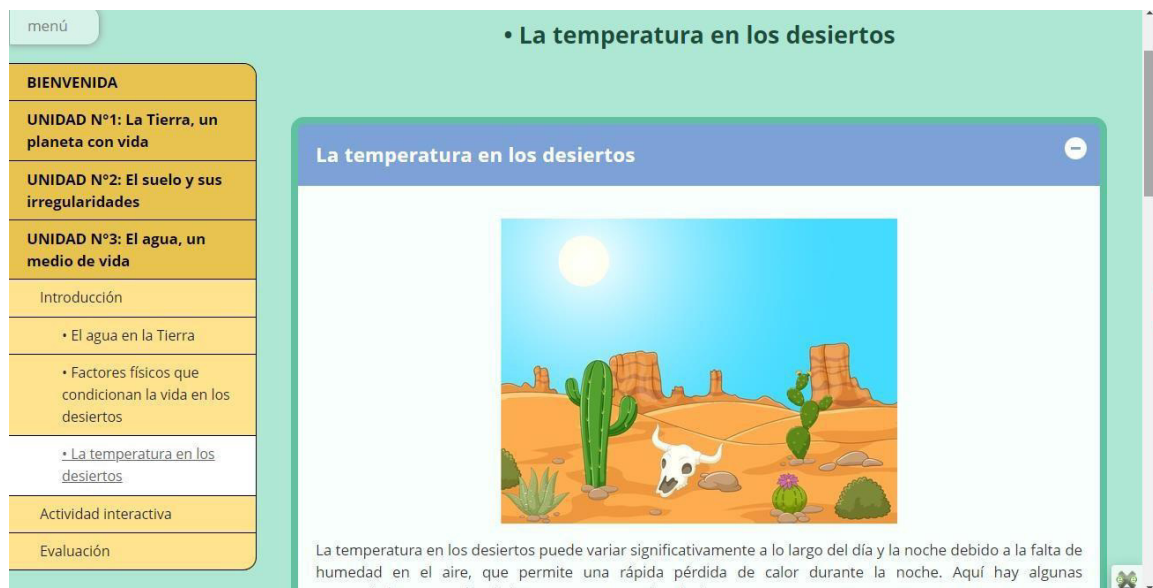 menú
• La temperatura en los desiertos
BIENVENIDA
UNIDAD Nº1: La Tierra, un
planeta con vida
UNIDAD Nº2: El suelo y sus
irregularidades
UNIDAD Nº3: El agua, un
medio de vida
Introducción
• El agua en la Tierra
• Factores físicos que
condicionan la vida en los
desiertos
• La temperatura en los
desiertos
Actividad interactiva
Evaluación
La temperatura en los desiertos
La temperatura en los desiertos puede variar significativamente a lo largo del día y la noche debido a la falta de
humedad en el aire, que permite una rápida pérdida de calor durante la noche. Aquí hay algunas